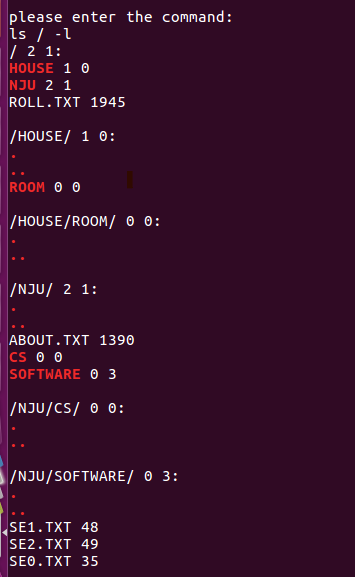 please enter the command:
ls / -l
/ 2 1:
HOUSE 1 0
NJU 2 1
ROLL.TXT 1945
/HOUSE/ 1 0:
.
..
ROOM 0 0
/HOUSE/ROOM/ 0 0:
.
..
/NJU/ 2 1:
.
..
ABOUT.TXT 1390
CS 0 0
SOFTWARE 0 3
/NJU/CS/ 0 0:
.
..
/NJU/SOFTWARE/ 0 3:
.
..
SE1.TXT 48
SE2.TXT 49
SE0.TXT 35